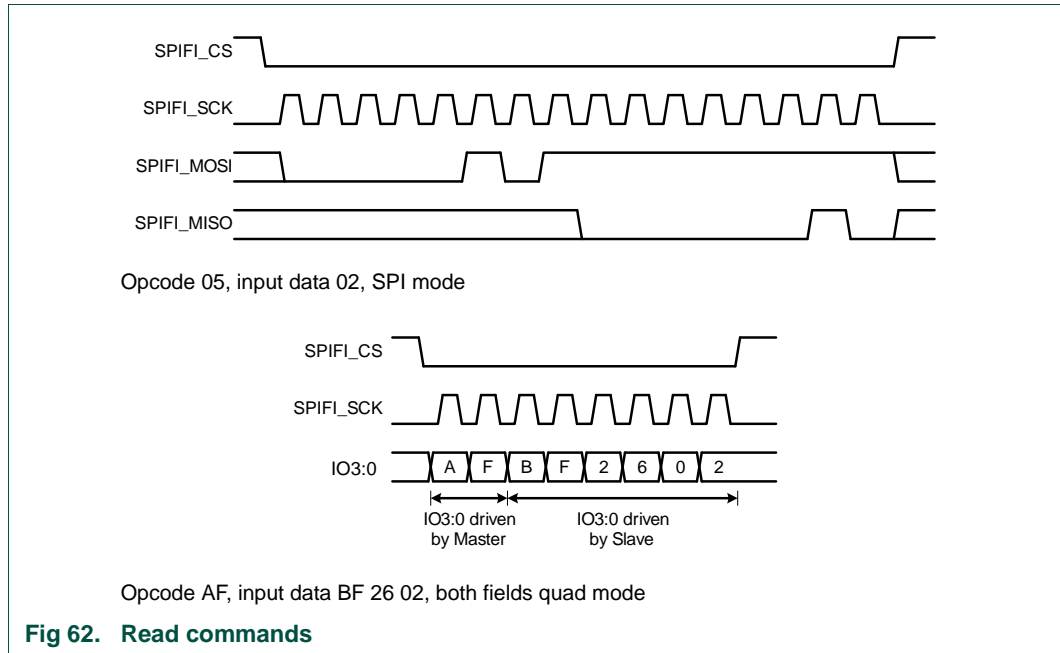 SPIFI_CS
SPIFI_SCK
SPIFI_MOSI
SPIFI_MISO
Opcode 05, input data 02, SPI mode
SPIFI_CS
SPIFI_SCK
IO3:0 A F B F 2 6 0 2
IO3:0 driven IO3:0 driven
by Master by Slave
Opcode AF, input data BF 26 02, both fields quad mode
Fig 62. Read commands